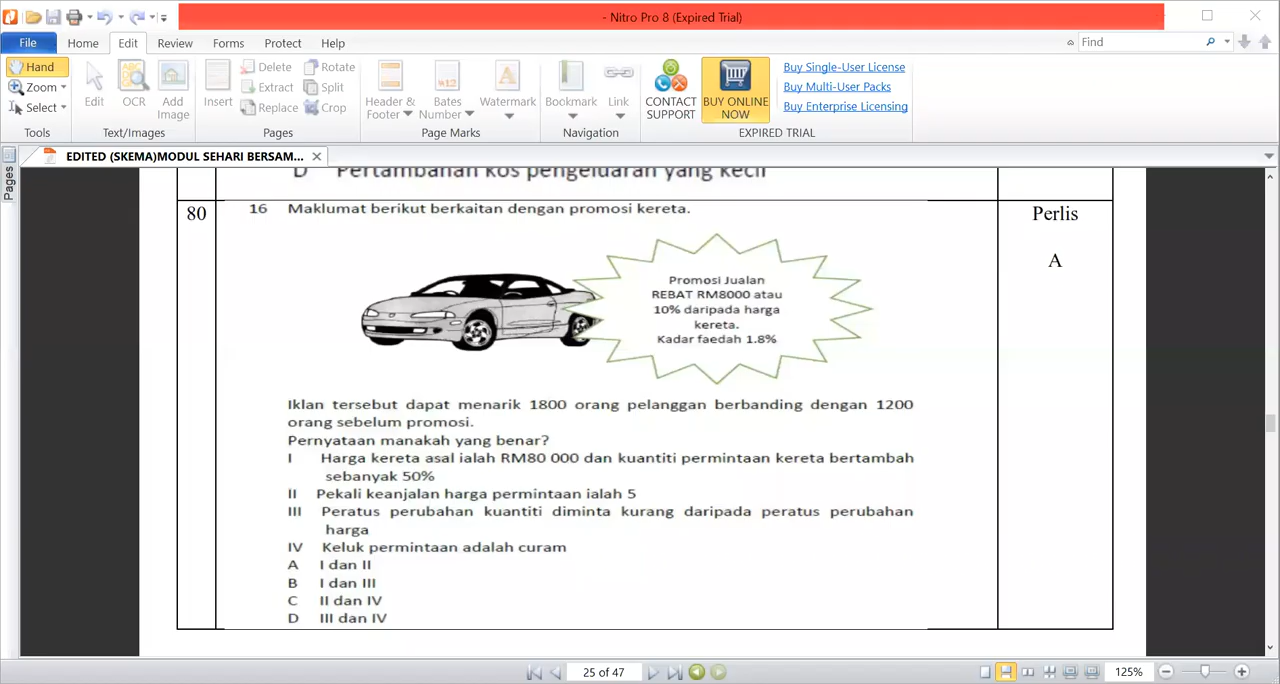 - Nitro Pro 8 (Expired Trial)
File Home Edit Review Forms Protect Help
Find
Hand
Zoom
Select
Tools
Edit OCR Add Image
Text/Images
Insert Delete Extract Replace Rotate Split Crop
Pages
Header & Footer Bates Number Watermark
Page Marks
Bookmark Link
Navigation
CONTACT SUPPORT BUY ONLINE NOW
Buy Single-User License
Buy Multi-User Packs
Buy Enterprise Licensing
EXPIRED TRIAL
EDITED (SKEMA)MODUL SEHARI BERSAM...
Pages
D Pertambahan kos pengeluaran yang kecil
80
16 Maklumat berikut berkaitan dengan promosi kereta.
Perlis
A
Promosi Jualan
REBAT RM8000 atau
10% daripada harga
kereta.
Kadar faedah 1.8%
Iklan tersebut dapat menarik 1800 orang pelanggan berbanding dengan 1200
orang sebelum promosi.
Pernyataan manakah yang benar?
I Harga kereta asal ialah RM80 000 dan kuantiti permintaan kereta bertambah
sebanyak 50%
II Pekali keanjalan harga permintaan ialah 5
III Peratus perubahan kuantiti diminta kurang daripada peratus perubahan
harga
IV Keluk permintaan adalah curam
A I dan II
B I dan III
C II dan IV
D III dan IV
25 of 47
125%